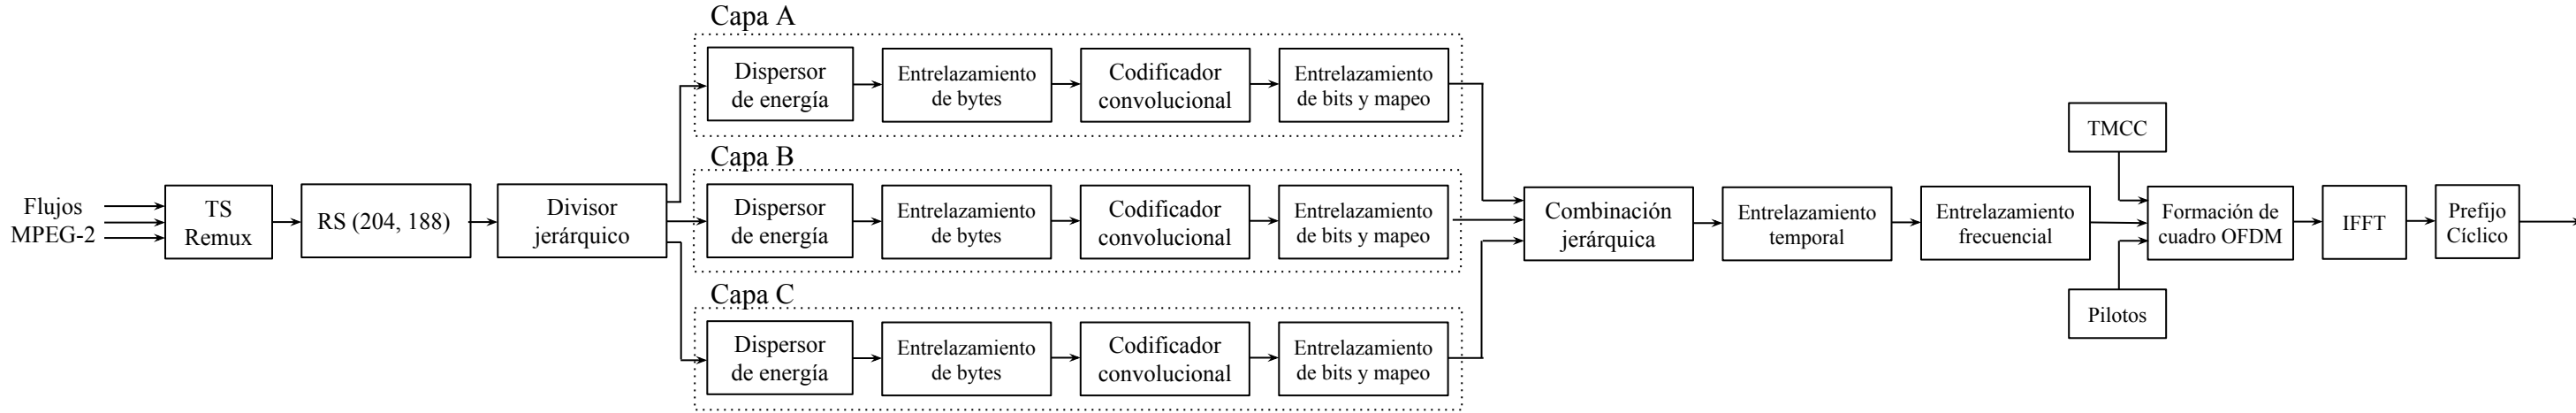 Flujos
MPEG-2
TS
Remux
RS (204, 188)
Divisor
jerárquico
Capa A
Dispersor
de energía
Entrelazamiento
de bytes
Codificador
convolucional
Entrelazamiento
de bits y mapeo
Capa B
Dispersor
de energía
Entrelazamiento
de bytes
Codificador
convolucional
Entrelazamiento
de bits y mapeo
Capa C
Dispersor
de energía
Entrelazamiento
de bytes
Codificador
convolucional
Entrelazamiento
de bits y mapeo
Combinación
jerárquica
Entrelazamiento
temporal
Entrelazamiento
frecuencial
TMCC
Formación de
cuadro OFDM
Pilotos
IFFT
Prefijo
Cíclico